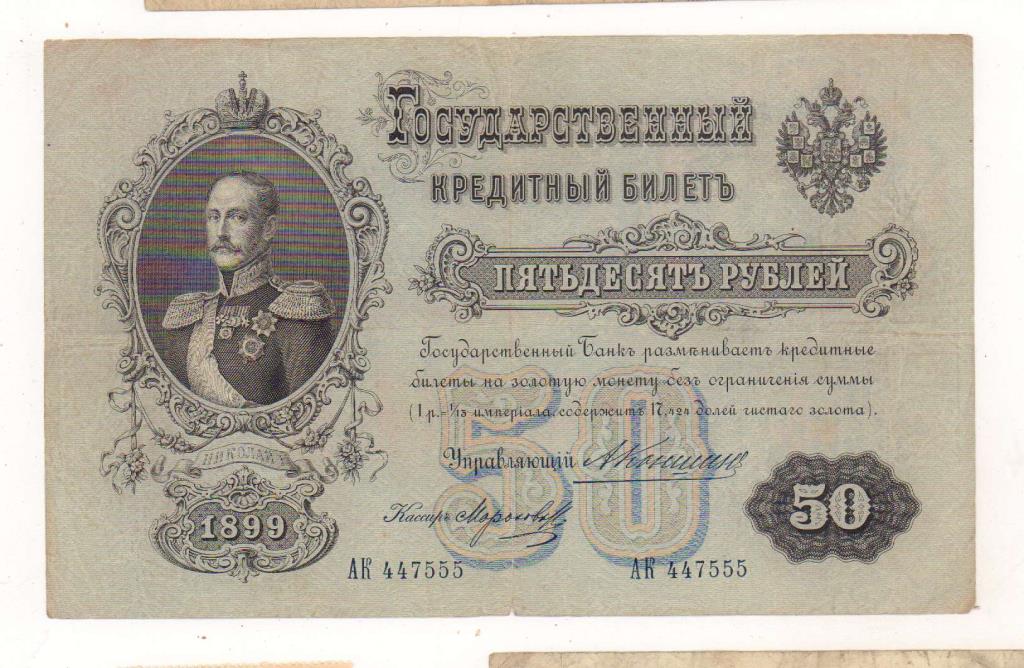 Государственный
кредитный билетъ
пятьдесятъ рублей
Государственный Банкъ размѣниваетъ кредитные
билеты на золотую монету безъ ограниченія суммы
(1 р.=1/15 имперіала, содержитъ 17,424 долей чистаго золота).
Управляющій АКоншинъ
Кассиръ
50
50
НИКОЛАЙ I
1899
АК 447555
АК 447555